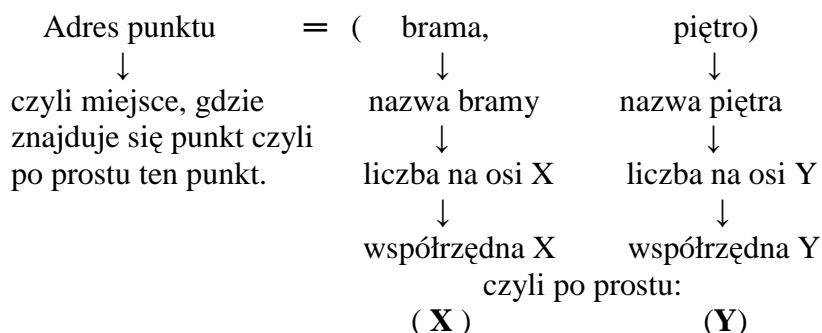 Adres punktu = ( brama, piętro)
↓ ↓ ↓
czyli miejsce, gdzie nazwa bramy nazwa piętra
znajduje się punkt czyli ↓ ↓
po prostu ten punkt. liczba na osi X liczba na osi Y
↓ ↓
współrzędna X współrzędna Y
czyli po prostu:
( X ) (Y)